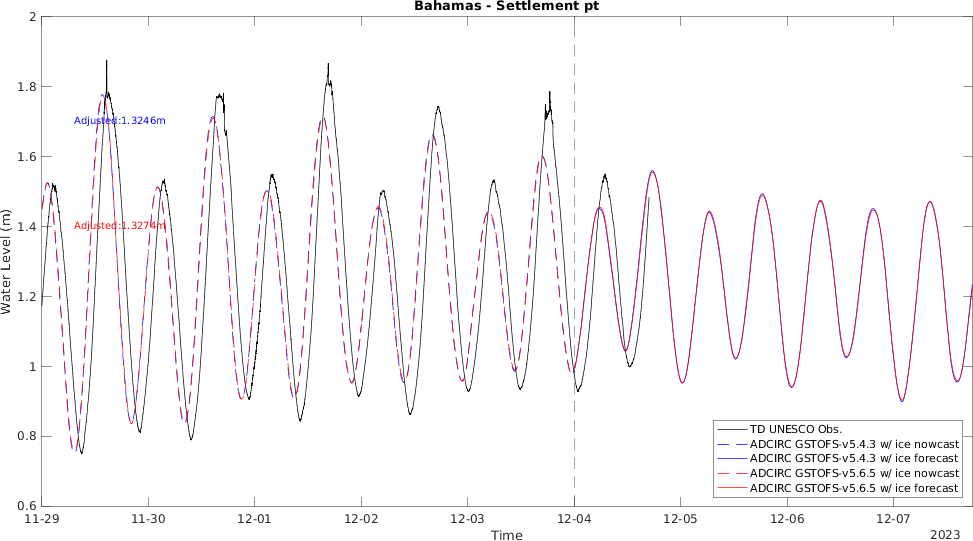 Bahamas - Settlement pt
2
1.8
1.6
1.4
1.2
1
0.8
0.6
Water Level (m)
Adjusted:1.3246m
Adjusted:1.3274m
TD UNESCO Obs.
ADCIRC GSTOFS-v5.4.3 w/ ice nowcast
ADCIRC GSTOFS-v5.4.3 w/ ice forecast
ADCIRC GSTOFS-v5.6.5 w/ ice nowcast
ADCIRC GSTOFS-v5.6.5 w/ ice forecast
11-29 11-30 12-01 12-02 12-03 12-04 12-05 12-06 12-07
Time
2023